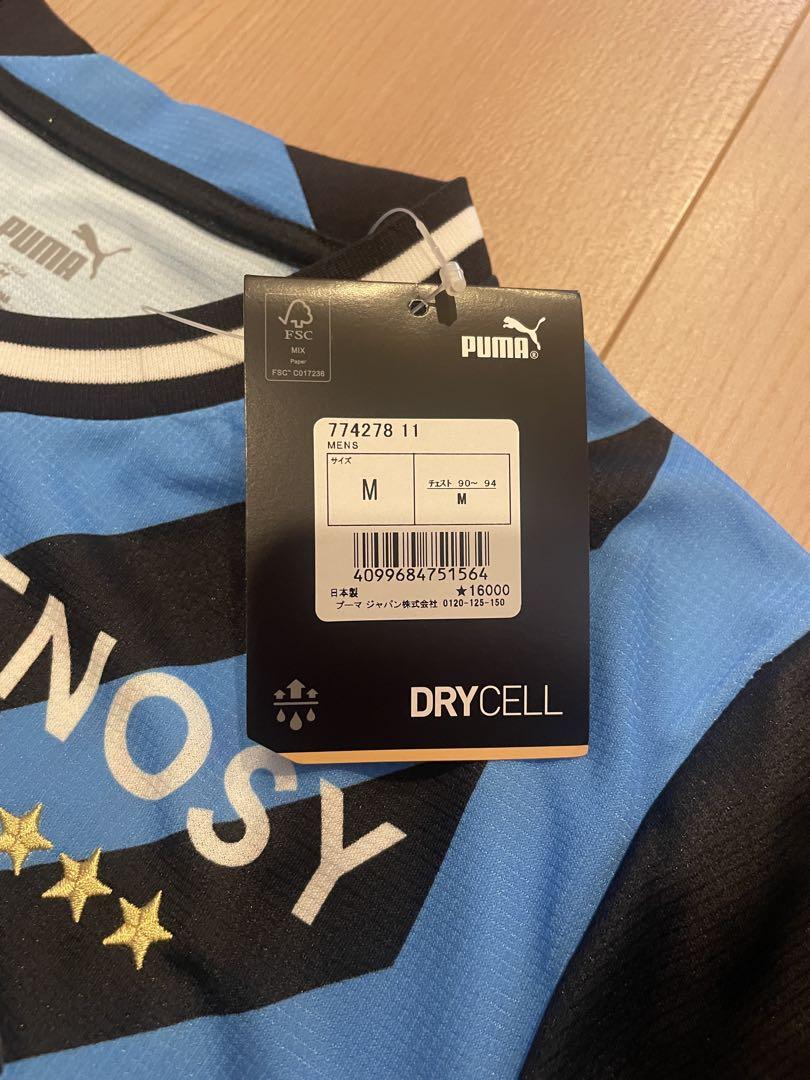 PUMA
FSC
MIX
Paper
FSC™ C017236
PUMA®
774278 11
MENS
サイズ
M
チェスト 90~ 94
M
4099684751564
日本製 ★16000
プーマ ジャパン株式会社 0120-125-150
DRYCELL
NOSY